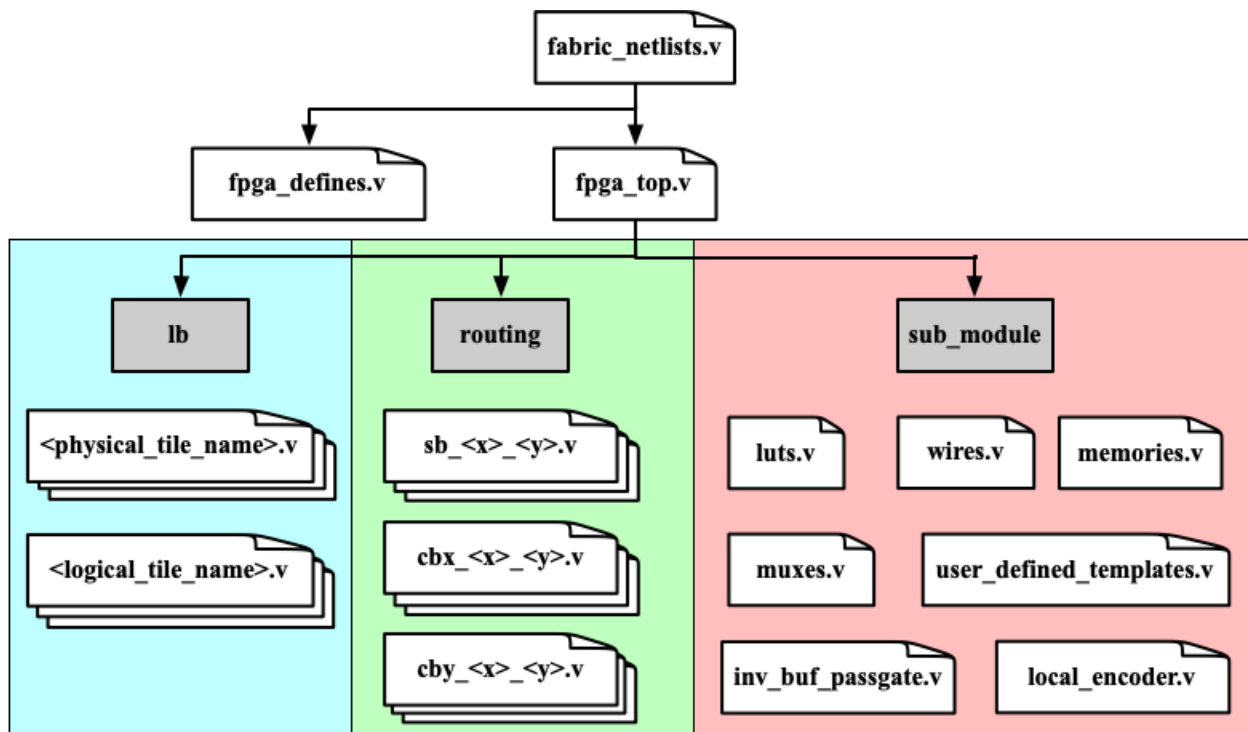 fabric_netlists.v
fpga_defines.v
fpga_top.v
lb
routing
sub_module
<physical_tile_name>.v
<logical_tile_name>.v
sb_<x>_<y>.v
cbx_<x>_<y>.v
cby_<x>_<y>.v
luts.v
wires.v
memories.v
muxes.v
user_defined_templates.v
inv_buf_passgate.v
local_encoder.v